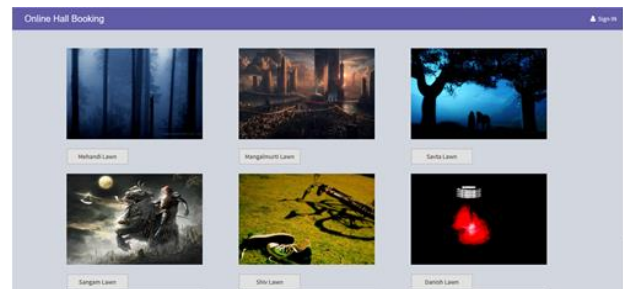 Online Hall Booking
Sign IN
Mehandi Lawn
Mangalmurti Lawn
Savita Lawn
Sangam Lawn
Shiv Lawn
Danish Lawn